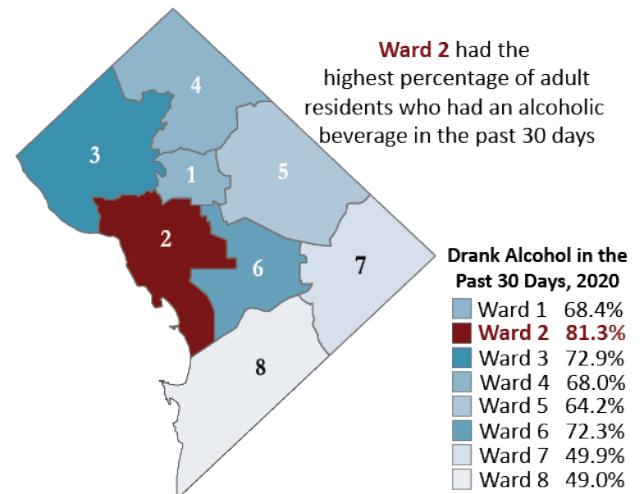 Ward 2 had the
highest percentage of adult
residents who had an alcoholic
beverage in the past 30 days
4
3
1
5
2
6
7
8
Drank Alcohol in the
Past 30 Days, 2020
Ward 1 68.4%
Ward 2 81.3%
Ward 3 72.9%
Ward 4 68.0%
Ward 5 64.2%
Ward 6 72.3%
Ward 7 49.9%
Ward 8 49.0%